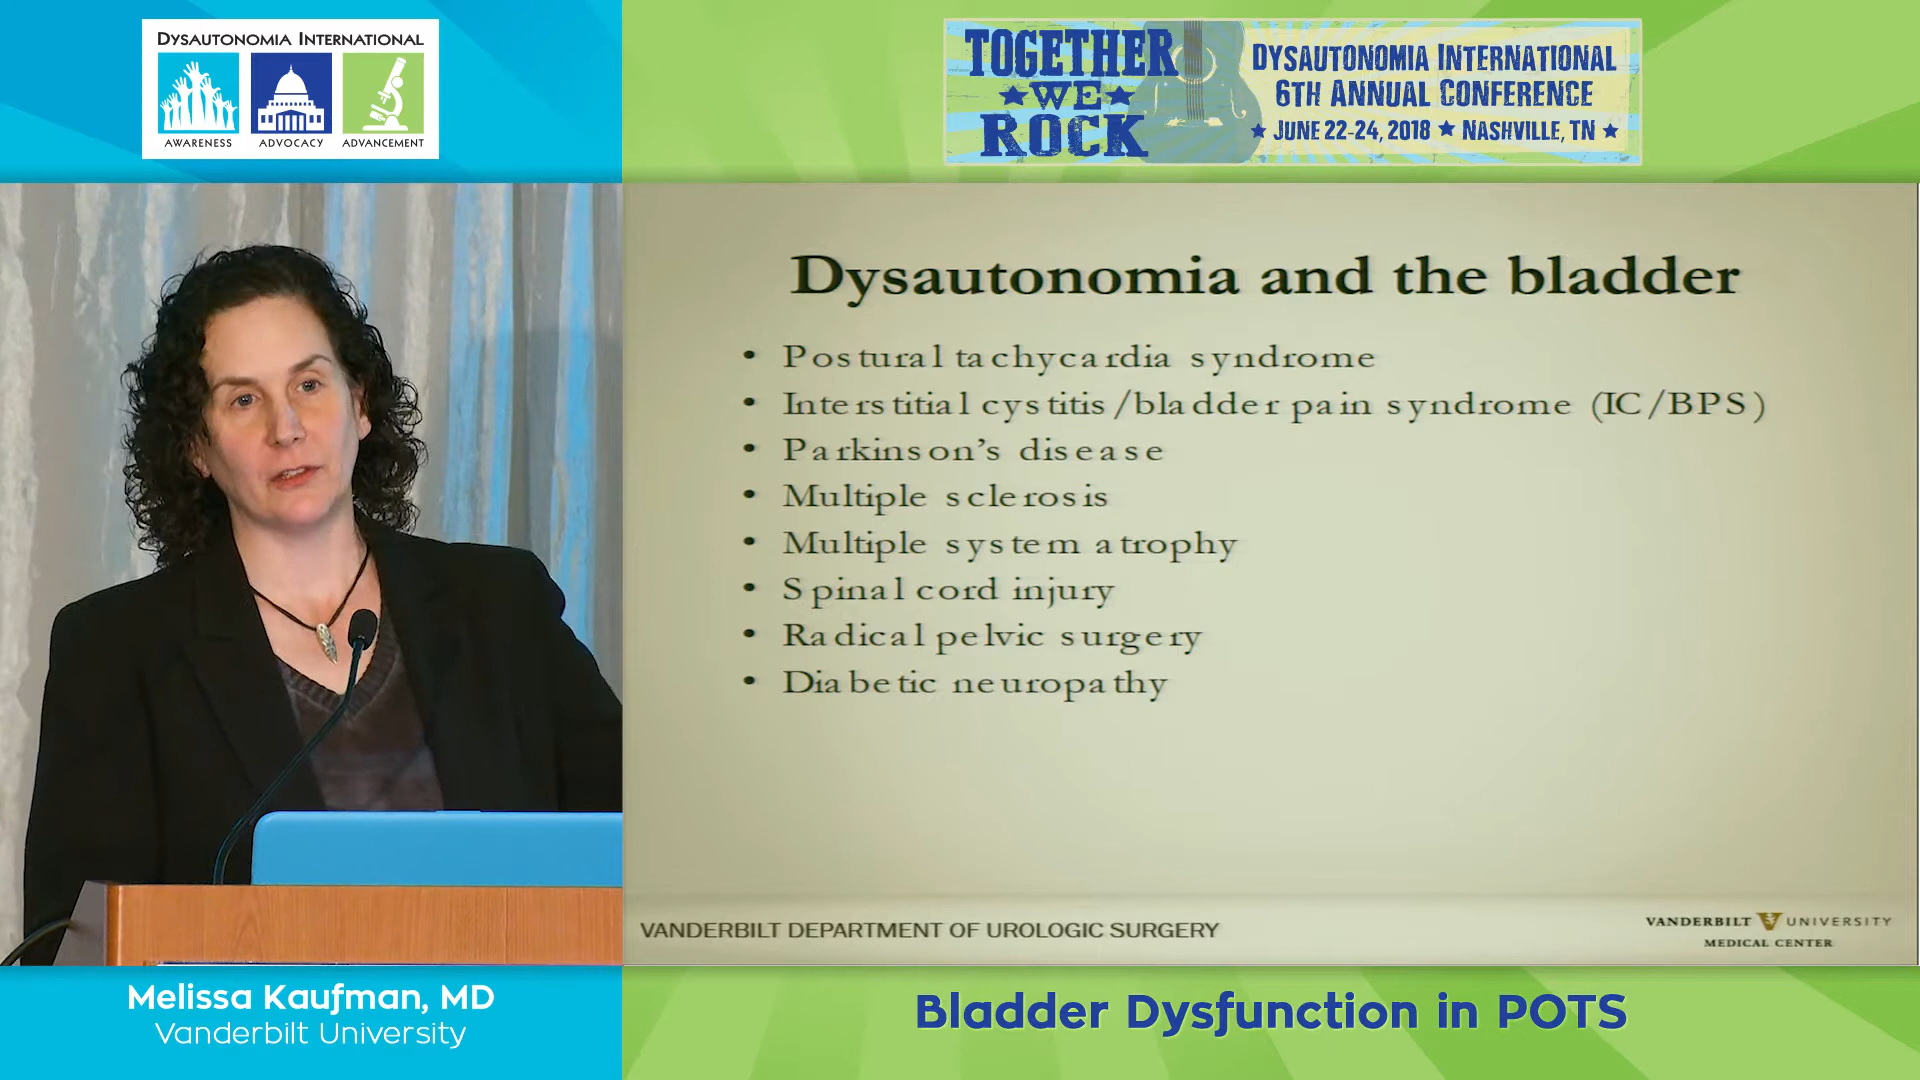 DYSAUTONOMIA INTERNATIONAL
AWARENESS ADVOCACY ADVANCEMENT
TOGETHER
WE
ROCK
DYSAUTONOMIA INTERNATIONAL
6TH ANNUAL CONFERENCE
JUNE 22-24, 2018 NASHVILLE, TN
Dysautonomia and the bladder
• Postural tachycardia syndrome
• Interstitial cystitis/bladder pain syndrome (IC/BPS)
• Parkinson's disease
• Multiple sclerosis
• Multiple system atrophy
• Spinal cord injury
• Radical pelvic surgery
• Diabetic neuropathy
VANDERBILT DEPARTMENT OF UROLOGIC SURGERY
VANDERBILT UNIVERSITY
MEDICAL CENTER
Melissa Kaufman, MD
Vanderbilt University
Bladder Dysfunction in POTS